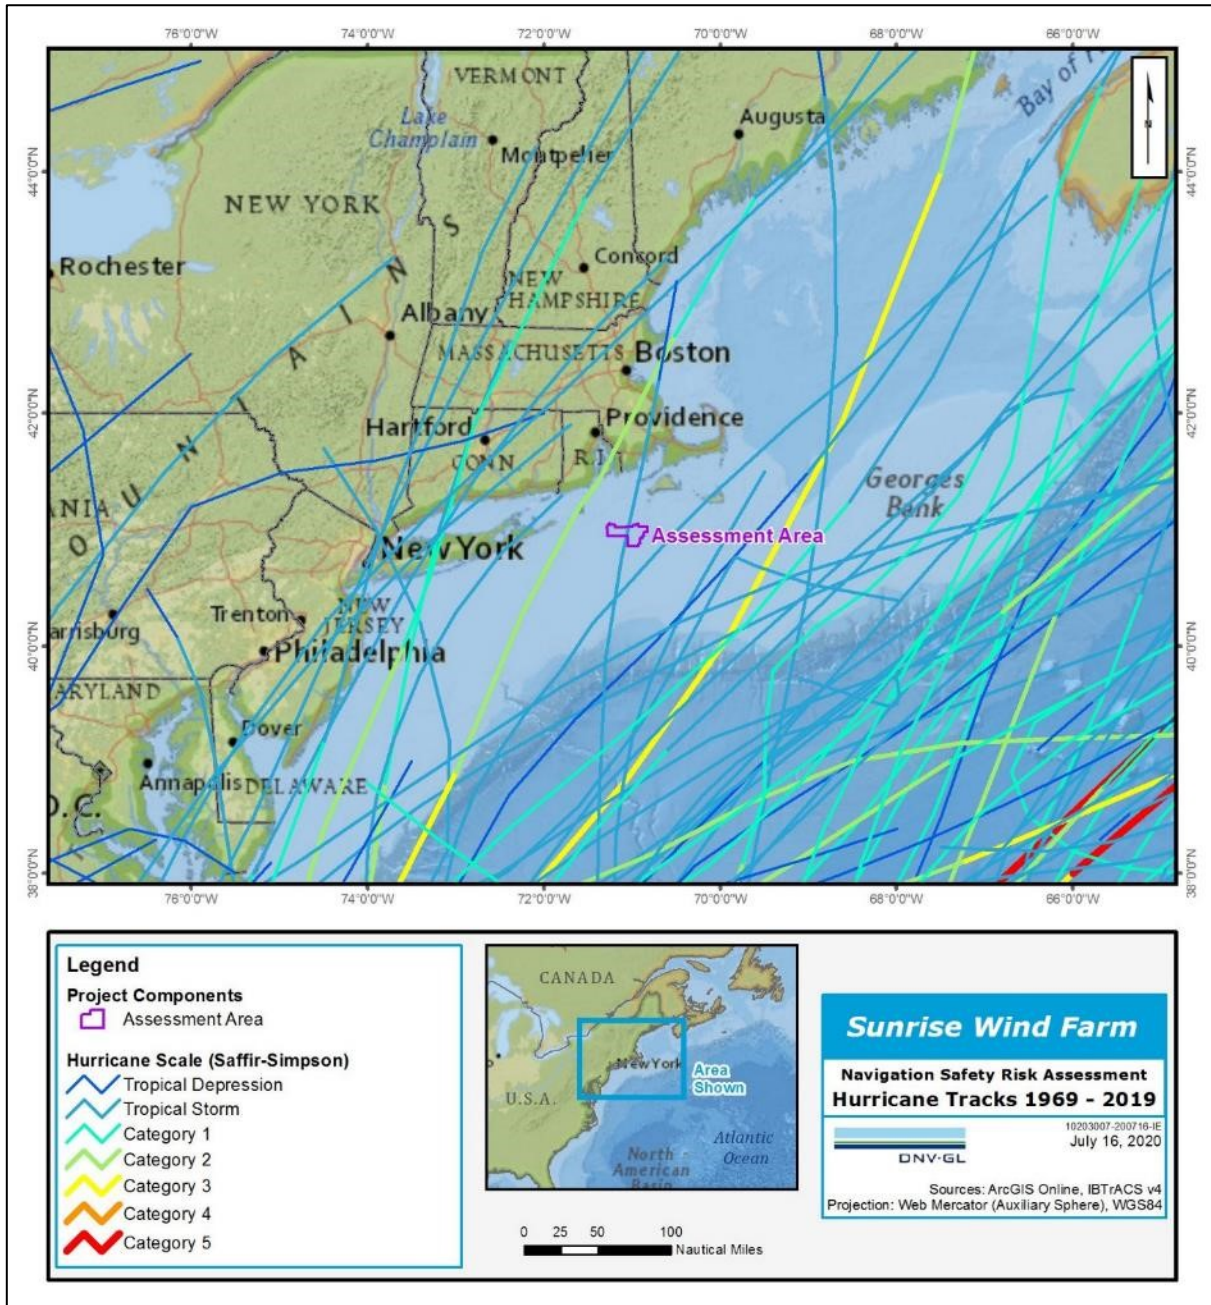 76°0'0"W 74°0'0"W 72°0'0"W 70°0'0"W 68°0'0"W 66°0'0"W
44°0'0"N
42°0'0"N
40°0'0"N
38°0'0"N
VERMONT
Lake
Champlain
Montpelier
Augusta
Bay of
N
NEW YORK
Rochester
Concord
NEW
HAMPSHIRE
Albany
MASSACHUSETTS
Boston
Hartford
Providence
CONN.
R.I.
Georges
Bank
ANIA
O U N T A I N S
New York
Assessment Area
Trenton
NEW
JERSEY
arrisburg
Philadelphia
ARYLAND
Dover
Annapolis
DELAWARE
D.C.
44°0'0"N
42°0'0"N
40°0'0"N
38°0'0"N
76°0'0"W 74°0'0"W 72°0'0"W 70°0'0"W 68°0'0"W 66°0'0"W
Legend
Project Components
Assessment Area
Hurricane Scale (Saffir-Simpson)
Tropical Depression
Tropical Storm
Category 1
Category 2
Category 3
Category 4
Category 5
CANADA
New York
U.S.A.
Area
Shown
Atlantic
Ocean
North
American
Basin
0 25 50 100
Nautical Miles
Sunrise Wind Farm
Navigation Safety Risk Assessment
Hurricane Tracks 1969 - 2019
10203007-200716-IE
July 16, 2020
DNV·GL
Sources: ArcGIS Online, IBTrACS v4
Projection: Web Mercator (Auxiliary Sphere), WGS84